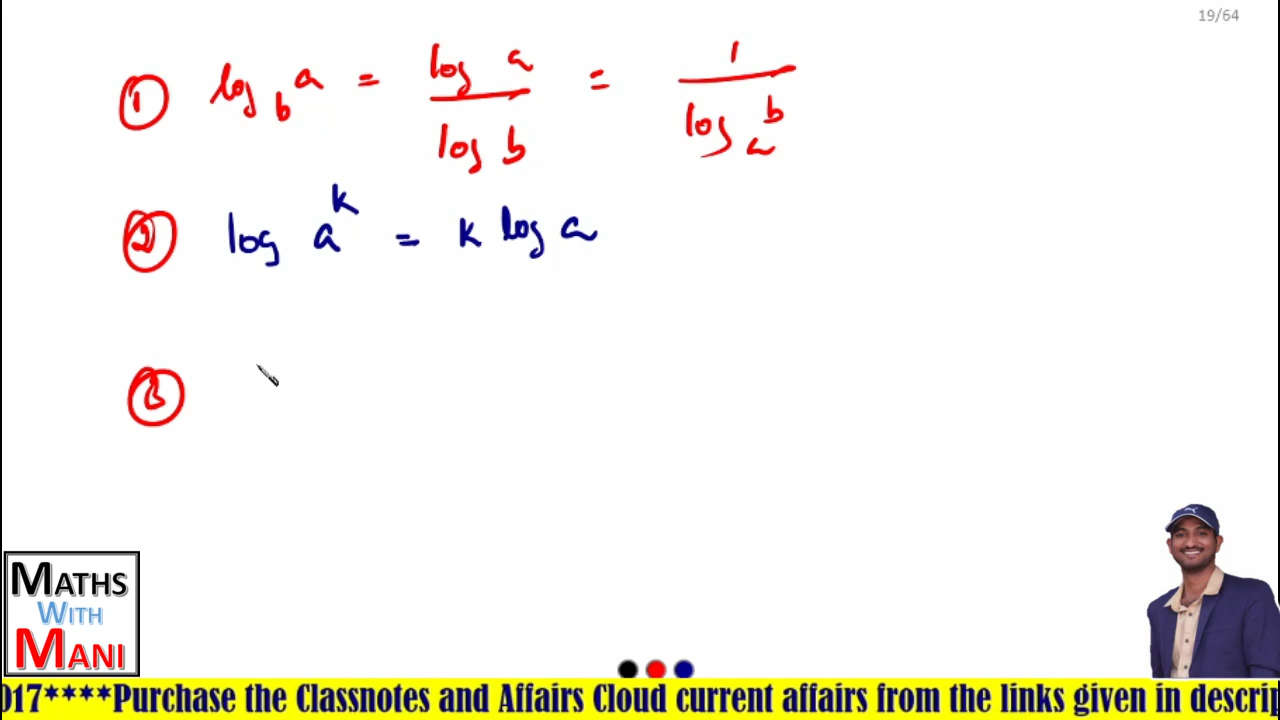 19/64
① log_b a = log a / log b = 1 / log_a b
② log a^k = k log a
③
MATHS
WITH
MANI
017****Purchase the Classnotes and Affairs Cloud current affairs from the links given in descrip